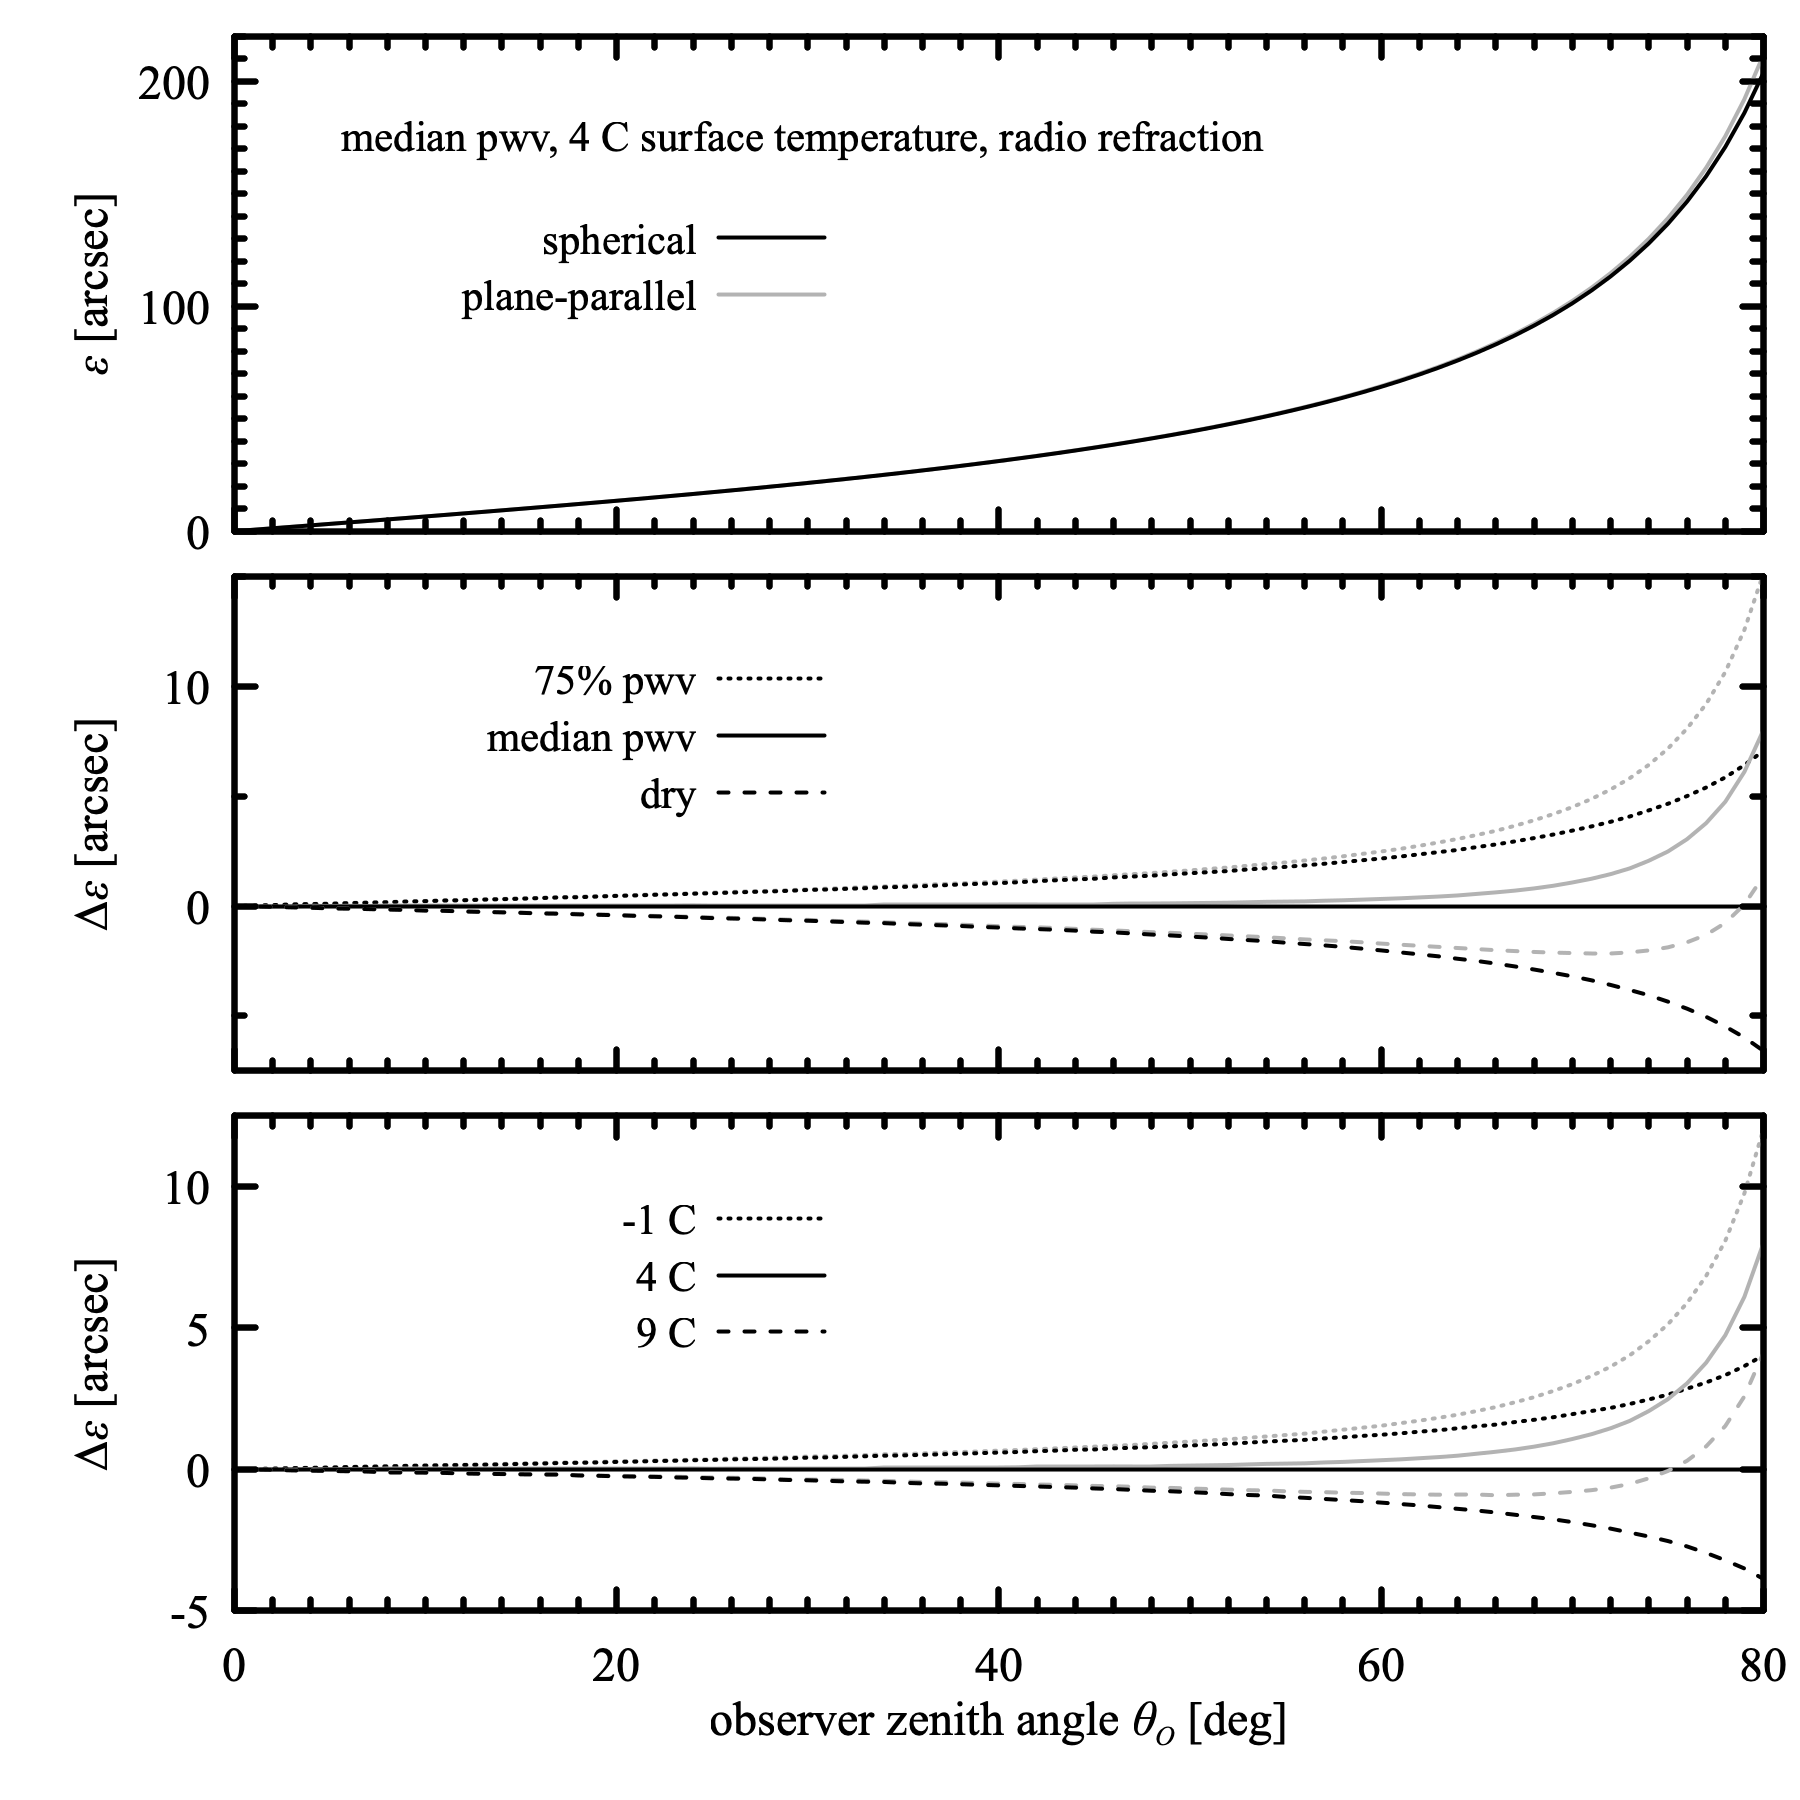 200
100
0
ε [arcsec]
median pwv, 4 C surface temperature, radio refraction
spherical
plane-parallel
10
0
Δε [arcsec]
75% pwv
median pwv
dry
10
5
0
-5
Δε [arcsec]
-1 C
4 C
9 C
0 20 40 60 80
observer zenith angle θ_O [deg]